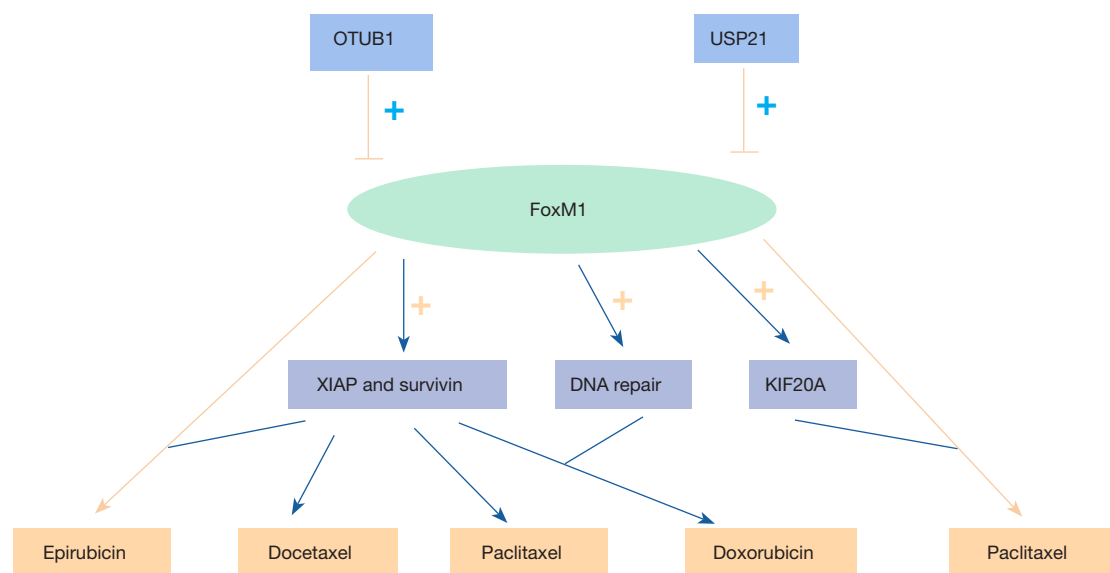 OTUB1
USP21
+
+
FoxM1
+
+
+
XIAP and survivin
DNA repair
KIF20A
Epirubicin
Docetaxel
Paclitaxel
Doxorubicin
Paclitaxel